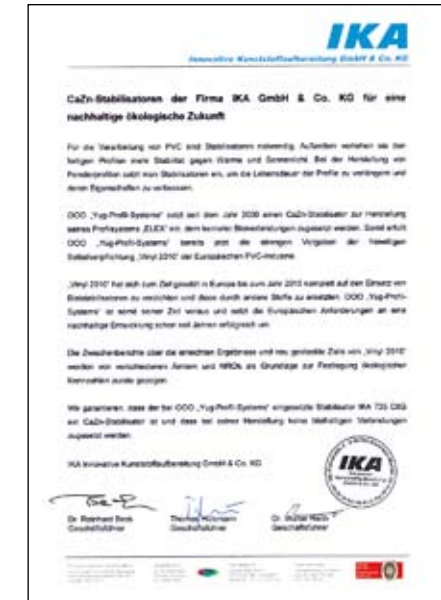 IKA
Innovative Kunststoffaufbereitung GmbH & Co. KG
CaZn-Stabilisatoren der Firma IKA GmbH & Co. KG für eine
nachhaltige ökologische Zukunft
Für die Verarbeitung von PVC sind Stabilisatoren notwendig. Außerdem verleihen sie den
fertigen Profilen mehr Stabilität gegen Wärme und Sonnenlicht. Bei der Herstellung von
Fensterprofilen setzt man Stabilisatoren ein, um die Lebensdauer der Profile zu verlängern und
deren Eigenschaften zu verbessern.
OOO „Yug-Profil-Systems" setzt seit dem Jahr einen CaZn-Stabilisator zur Herstellung
seines Profilsystems ein, dem keinerlei Bleiverbindungen zugesetzt werden. Somit erfüllt
OOO „Yug-Profil-Systems" bereits jetzt die strengen Vorgaben der freiwilligen
Selbstverpflichtung „Vinyl 2010" der Europäischen PVC-Industrie.
„Vinyl 2010" hat sich zum Ziel gesetzt in Europa bis zum Jahr 2015 komplett auf den Einsatz von
Bleistabilisatoren zu verzichten und diese durch andere Stoffe zu ersetzen. OOO „Yug-Profil-
Systems" ist somit seiner Zeit voraus und setzt die Europäischen Anforderungen an eine
nachhaltige Entwicklung schon seit Jahren erfolgreich um.
Die Zwischenberichte über die erreichten Ergebnisse und neu gesteckte Ziele von „Vinyl 2010"
werden von verschiedenen Ämtern und NROs als Grundlage zur Festlegung ökologischer
Kennzahlen gezogen.
Wir garantieren, dass der bei OOO „Yug-Profil-Systems" eingesetzte Stabilisator IKA
ein CaZn-Stabilisator ist und dass bei seiner Herstellung keine bleihaltigen Verbindungen
zugesetzt werden.
IKA Innovative Kunststoffaufbereitung GmbH & Co. KG
IKA
Dr. Reinhard Beck
Thomas
Dr.
Geschäftsführer
Geschäftsführer
Geschäftsführer